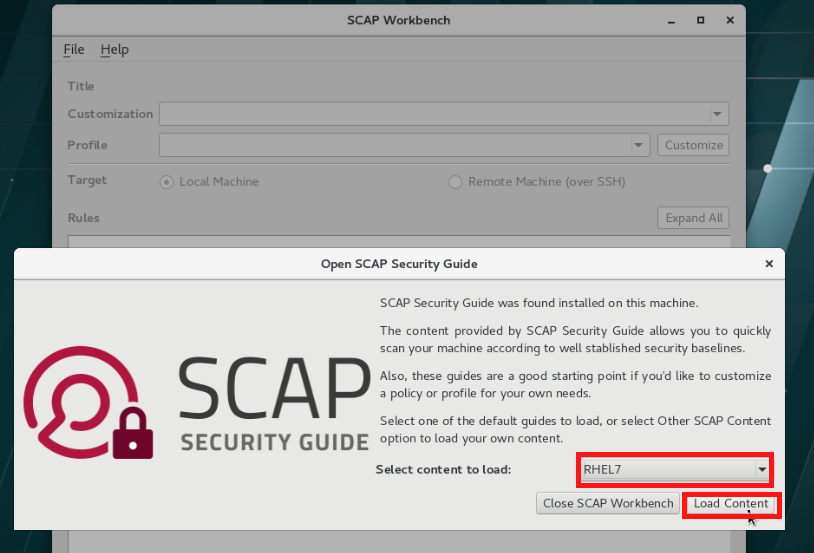 SCAP Workbench
File Help
Title
Customization
Profile
Customize
Target
Local Machine
Remote Machine (over SSH)
Rules
Expand All
Open SCAP Security Guide
SCAP Security Guide was found installed on this machine.
The content provided by SCAP Security Guide allows you to quickly
scan your machine according to well stablished security baselines.
Also, these guides are a good starting point if you'd like to customize
a policy or profile for your own needs.
Select one of the default guides to load, or select Other SCAP Content
option to load your own content.
SCAP
SECURITY GUIDE
Select content to load:
RHEL7
Close SCAP Workbench
Load Content